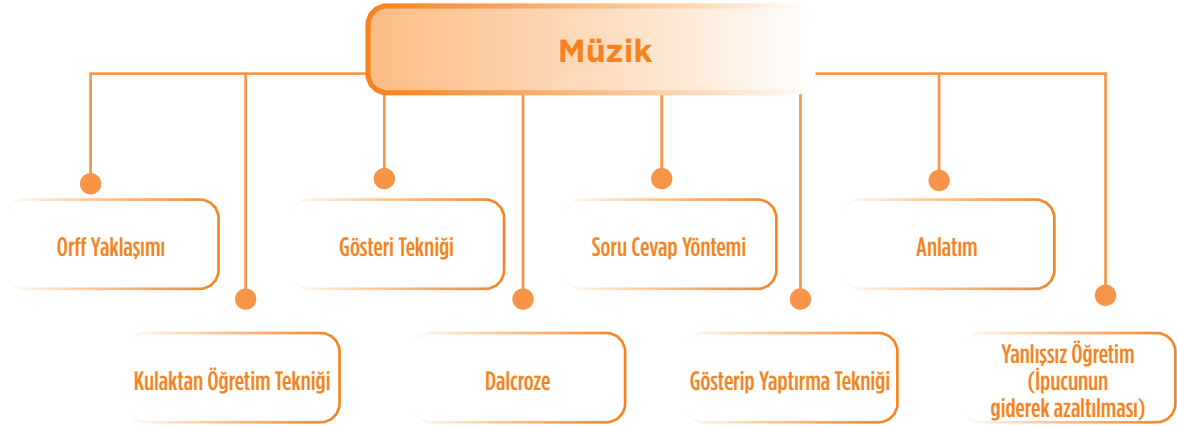 Müzik
Orff Yaklaşımı
Gösteri Tekniği
Soru Cevap Yöntemi
Anlatım
Kulaktan Öğretim Tekniği
Dalcroze
Gösterip Yaptırma Tekniği
Yanlışsız Öğretim
(İpucunun
giderek azaltılması)